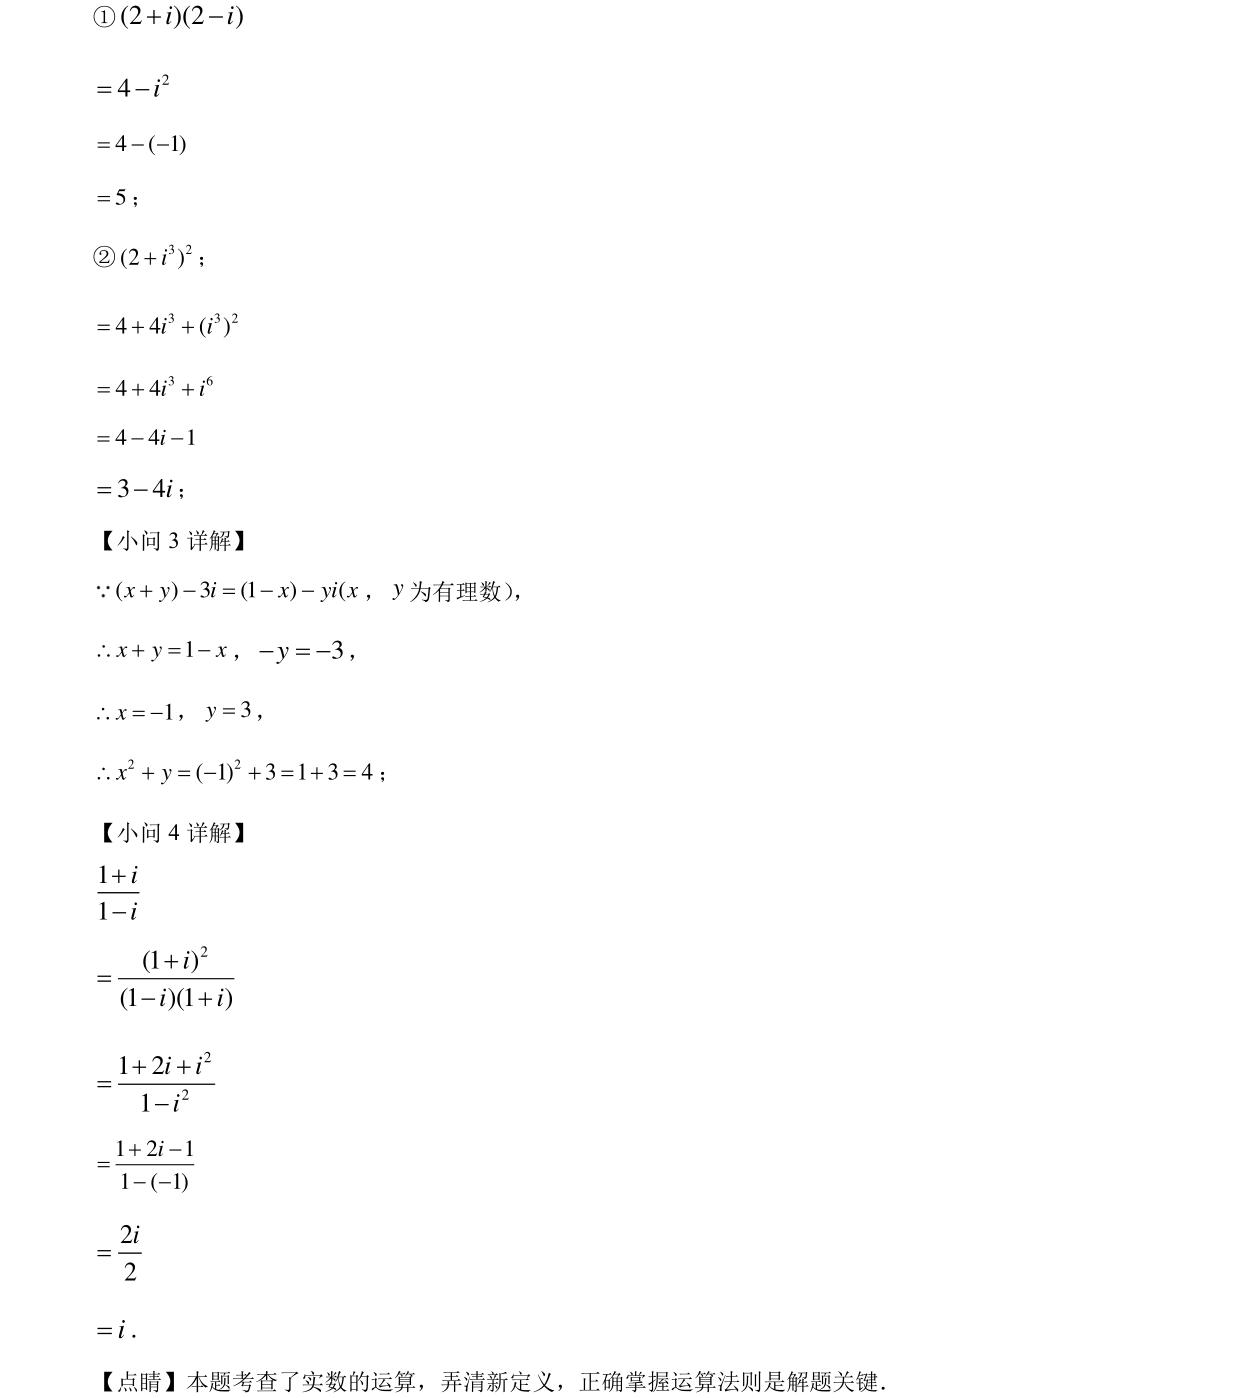 ①(2+i)(2−i)
=4−i²
=4−(−1)
=5；
②(2+i³)²；
=4+4i³+(i³)²
=4+4i³+i⁶
=4−4i−1
=3−4i；
【小问 3 详解】
∵(x+y)−3i=(1−x)−yi(x，y为有理数)，
∴x+y=1−x，−y=−3，
∴x=−1，y=3，
∴x²+y=(−1)²+3=1+3=4；
【小问 4 详解】
(1+i)/(1−i)
=(1+i)²/((1−i)(1+i))
=(1+2i+i²)/(1−i²)
=(1+2i−1)/(1−(−1))
=2i/2
=i．
【点睛】本题考查了实数的运算，弄清新定义，正确掌握运算法则是解题关键．